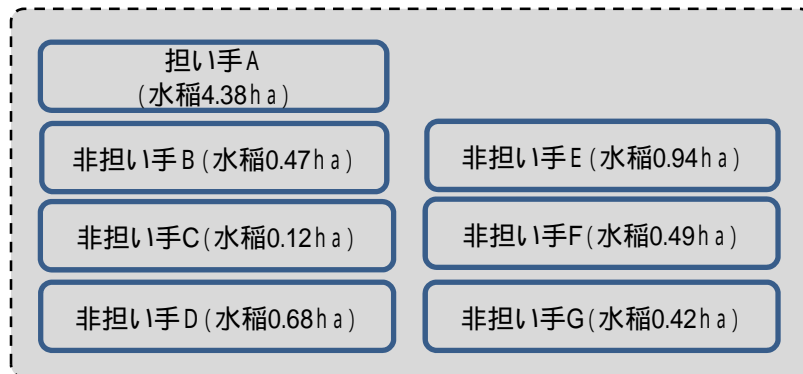 担い手A
(水稲4.38ha)
非担い手B(水稲0.47ha)
非担い手C(水稲0.12ha)
非担い手D(水稲0.68ha)
非担い手E(水稲0.94ha)
非担い手F(水稲0.49ha)
非担い手G(水稲0.42ha)